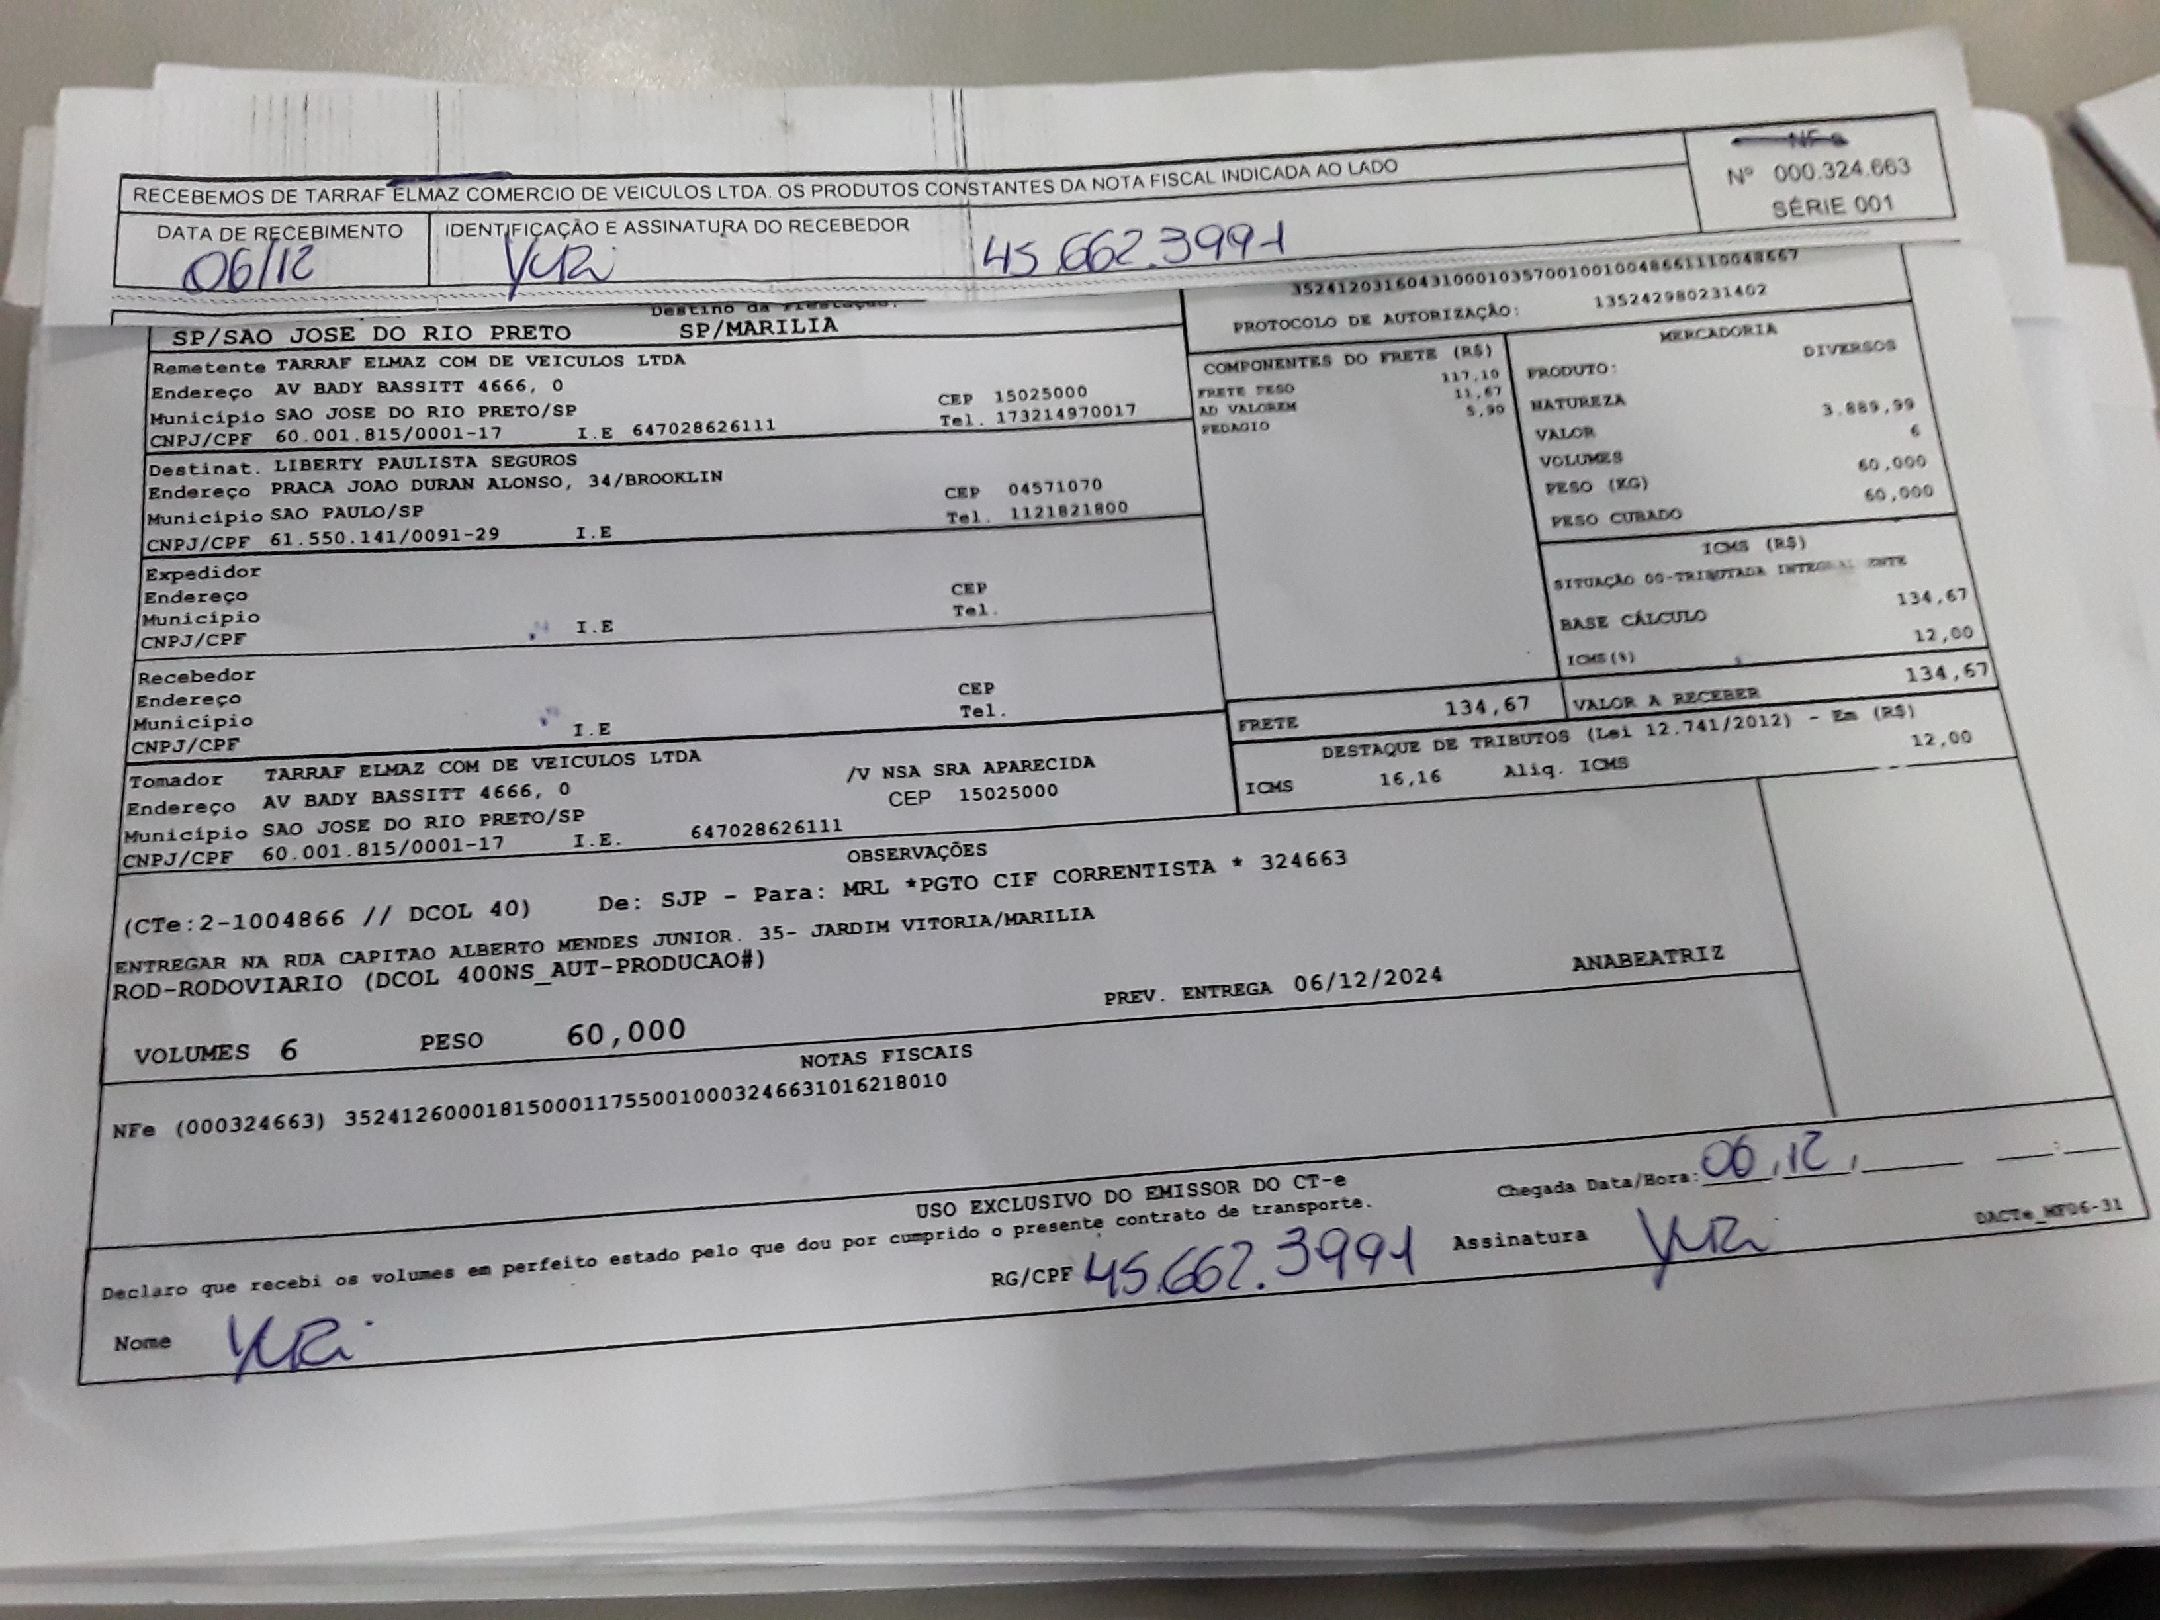 RECEBEMOS DE TARRAF ELMAZ COMERCIO DE VEICULOS LTDA. OS PRODUTOS CONSTANTES DA NOTA FISCAL INDICADA AO LADO
NF-e
Nº 000.324.663
SÉRIE 001
DATA DE RECEBIMENTO
06/12
IDENTIFICAÇÃO E ASSINATURA DO RECEBEDOR
YURi 45.662.3991
Destino da Prestação:
SP/SAO JOSE DO RIO PRETO SP/MARILIA
Remetente TARRAF ELMAZ COM DE VEICULOS LTDA
Endereço AV BADY BASSITT 4666, 0
CEP 15025000
Município SAO JOSE DO RIO PRETO/SP
Tel. 173214970017
CNPJ/CPF 60.001.815/0001-17 I.E 647028626111
Destinat. LIBERTY PAULISTA SEGUROS
Endereço PRACA JOAO DURAN ALONSO, 34/BROOKLIN
CEP 04571070
Município SAO PAULO/SP
Tel. 1121821800
CNPJ/CPF 61.550.141/0091-29 I.E
Expedidor
Endereço
CEP
Município
Tel.
CNPJ/CPF I.E
Recebedor
Endereço
CEP
Município
Tel.
CNPJ/CPF I.E
Tomador TARRAF ELMAZ COM DE VEICULOS LTDA
Endereço AV BADY BASSITT 4666, 0 /V NSA SRA APARECIDA
Município SAO JOSE DO RIO PRETO/SP CEP 15025000
CNPJ/CPF 60.001.815/0001-17 I.E. 647028626111
PROTOCOLO DE AUTORIZAÇÃO: 135242980231402
COMPONENTES DO FRETE (R$)
FRETE PESO 117,10
AD VALOREM 11,67
PEDAGIO 5,90
MERCADORIA
PRODUTO: DIVERSOS
NATUREZA
VALOR 3.889,99
VOLUMES 6
PESO (KG) 60,000
PESO CUBADO 60,000
ICMS (R$)
SITUAÇÃO 00-TRIBUTADA
BASE CÁLCULO 134,67
ICMS(%) 12,00
FRETE 134,67
VALOR A RECEBER 134,67
DESTAQUE DE TRIBUTOS (Lei 12.741/2012) - Em (R$)
ICMS 16,16 Aliq. ICMS 12,00
OBSERVAÇÕES
(CTe:2-1004866 // DCOL 40) De: SJP - Para: MRL *PGTO CIF CORRENTISTA * 324663
ENTREGAR NA RUA CAPITAO ALBERTO MENDES JUNIOR. 35- JARDIM VITORIA/MARILIA
ROD-RODOVIARIO (DCOL 400NS_AUT-PRODUCAO#)
PREV. ENTREGA 06/12/2024 ANABEATRIZ
VOLUMES 6 PESO 60,000
NOTAS FISCAIS
NFe (000324663) 35241260001815000117550010003246631016218010
USO EXCLUSIVO DO EMISSOR DO CT-e
Declaro que recebi os volumes em perfeito estado pelo que dou por cumprido o presente contrato de transporte.
Chegada Data/Hora: 06/12/
Nome YURi
RG/CPF 45.662.3991
Assinatura YURi
DACTe_MF06-31